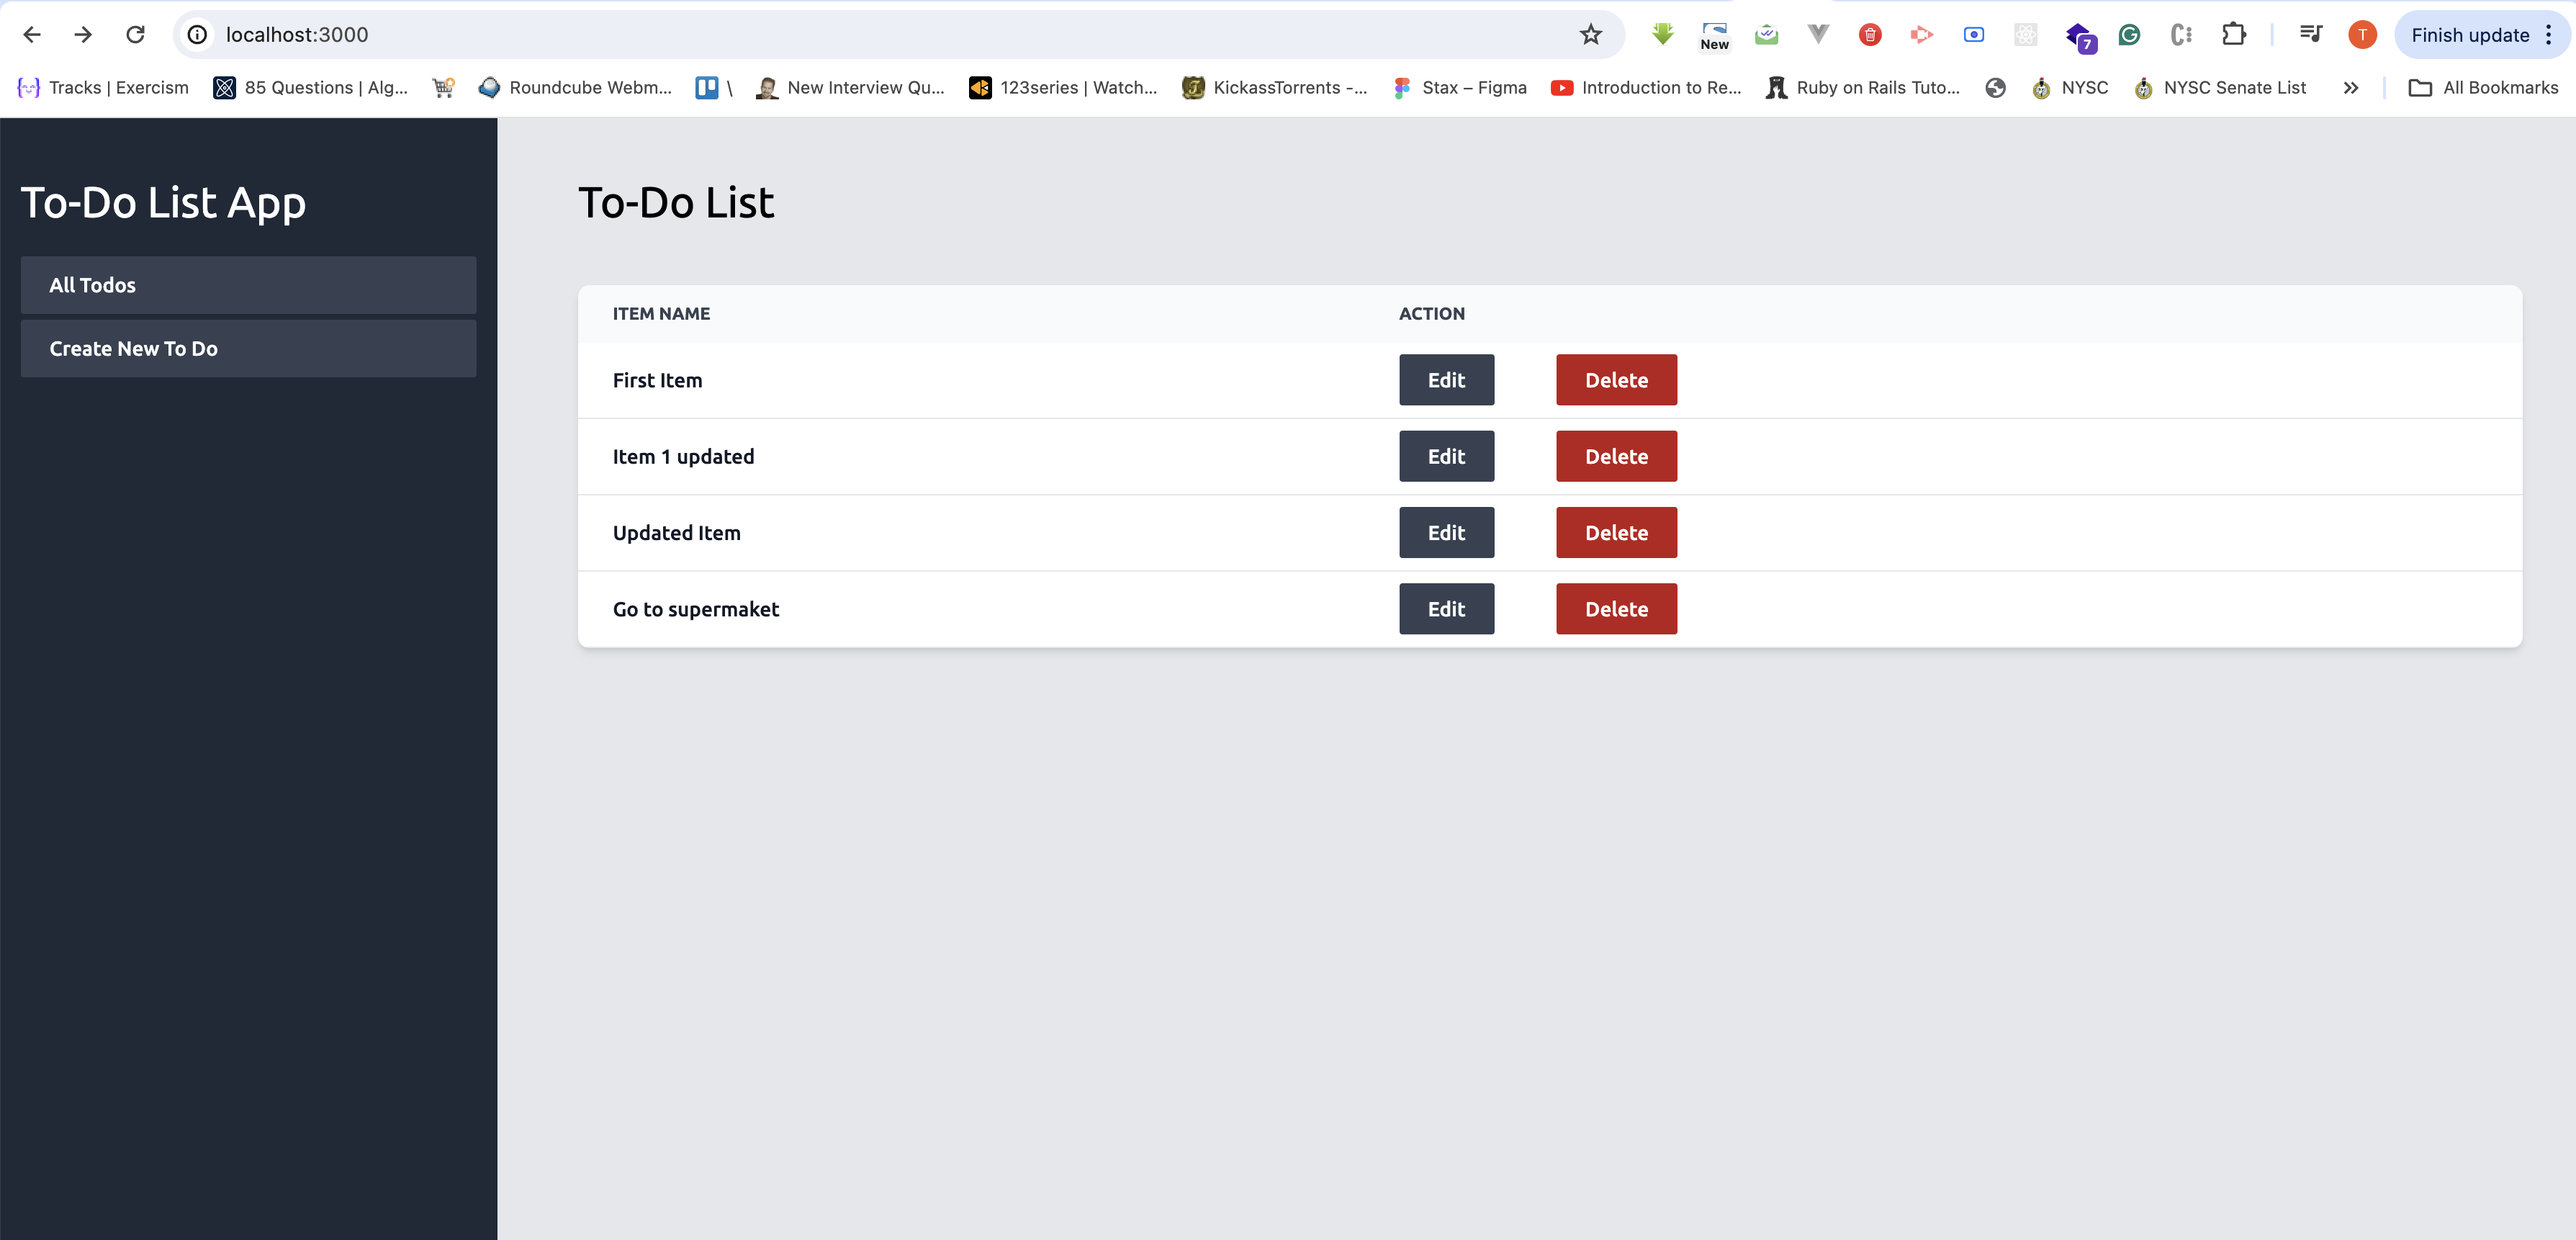 localhost:3000
New
7
T
Finish update
Tracks | Exercism
85 Questions | Alg...
Roundcube Webm...
\
New Interview Qu...
123series | Watch...
KickassTorrents -...
Stax – Figma
Introduction to Re...
Ruby on Rails Tuto...
NYSC
NYSC Senate List
All Bookmarks
To-Do List App
All Todos
Create New To Do
To-Do List
ITEM NAME ACTION
First Item Edit Delete
Item 1 updated Edit Delete
Updated Item Edit Delete
Go to supermaket Edit Delete